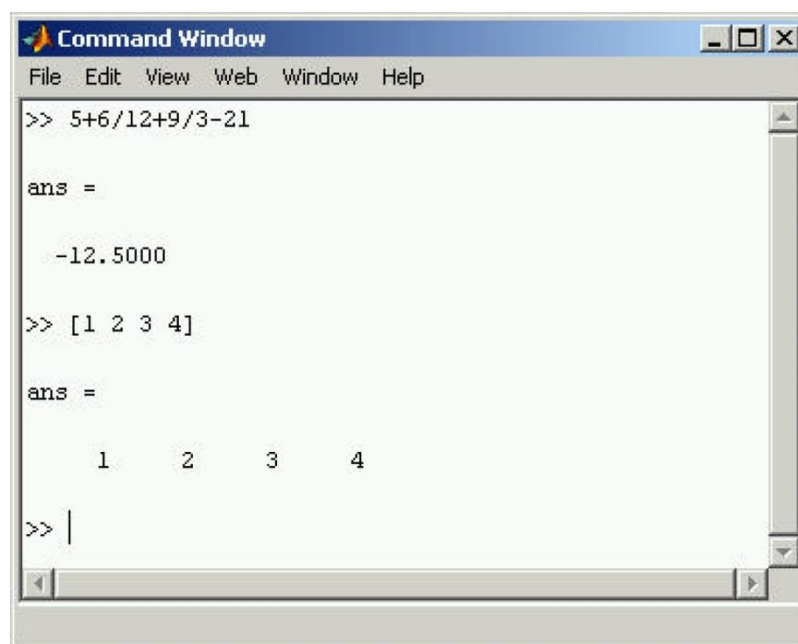 Command Window
File Edit View Web Window Help
>> 5+6/12+9/3-21
ans =
-12.5000
>> [1 2 3 4]
ans =
1 2 3 4
>>